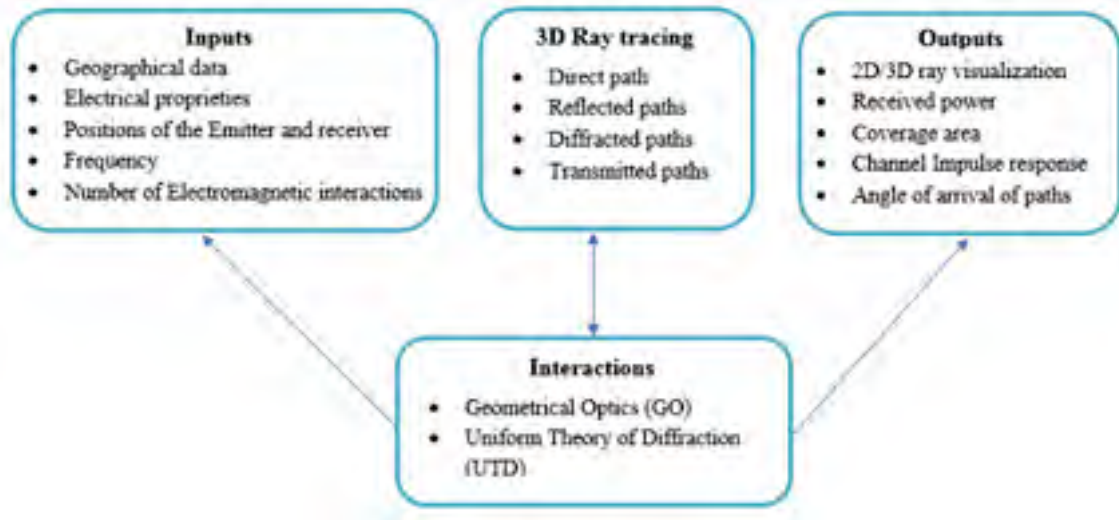 Inputs
• Geographical data
• Electrical proprieties
• Positions of the Emitter and receiver
• Frequency
• Number of Electromagnetic interactions
3D Ray tracing
• Direct path
• Reflected paths
• Diffracted paths
• Transmitted paths
Outputs
• 2D/3D ray visualization
• Received power
• Coverage area
• Channel Impulse response
• Angle of arrival of paths
Interactions
• Geometrical Optics (GO)
• Uniform Theory of Diffraction
(UTD)